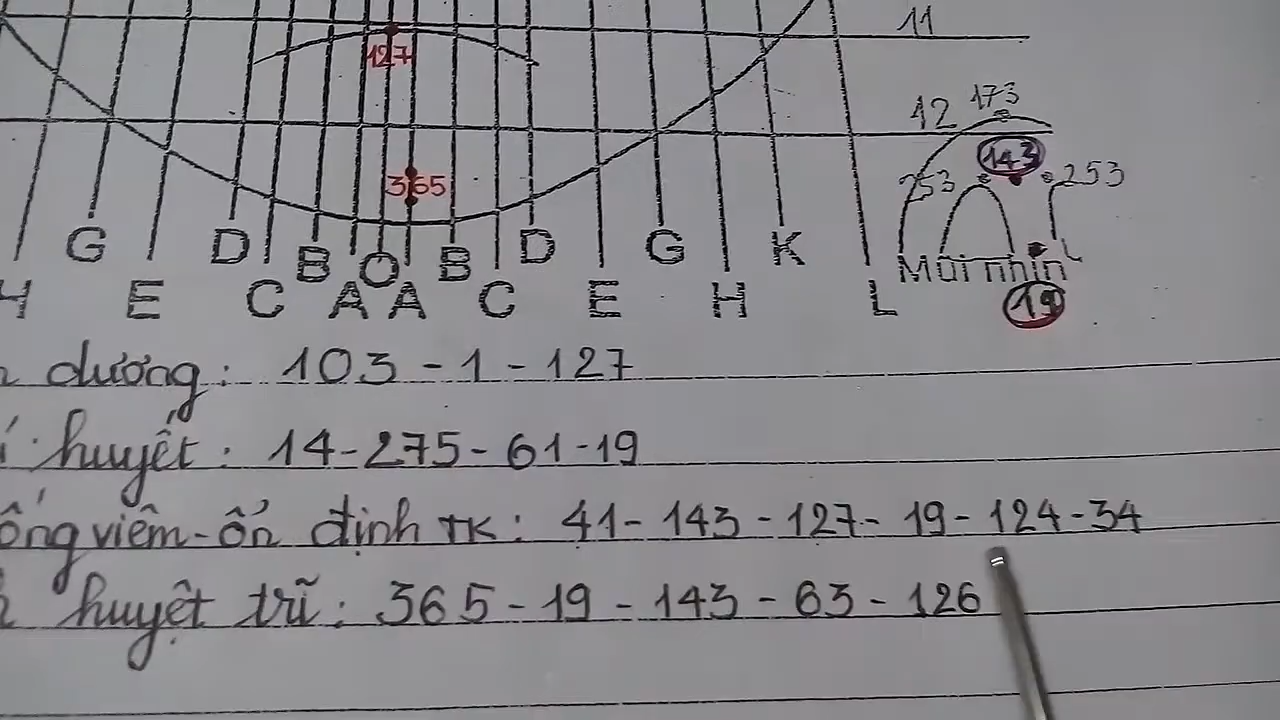 11
127
12 173
143
253 253
365
G D B O B D G K
H E C A A C E H L
Mũi nhìn
19
dương: 103 - 1 - 127
huyết: 14 - 275 - 61 - 19
ống viêm - ổn định TK: 41 - 143 - 127 - 19 - 124 - 34
huyệt trĩ: 365 - 19 - 143 - 63 - 126